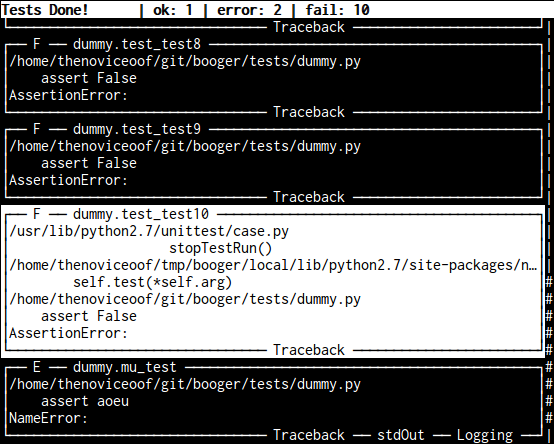 Tests Done! | ok: 1 | error: 2 | fail: 10
Traceback
F dummy.test_test8
/home/thenoviceoof/git/booger/tests/dummy.py
assert False
AssertionError:
Traceback
F dummy.test_test9
/home/thenoviceoof/git/booger/tests/dummy.py
assert False
AssertionError:
Traceback
F dummy.test_test10
/usr/lib/python2.7/unittest/case.py
stopTestRun()
/home/thenoviceoof/tmp/booger/local/lib/python2.7/site-packages/n…
self.test(*self.arg)
/home/thenoviceoof/git/booger/tests/dummy.py
assert False
AssertionError:
Traceback
E dummy.mu_test
/home/thenoviceoof/git/booger/tests/dummy.py
assert aoeu
NameError:
Traceback stdOut Logging